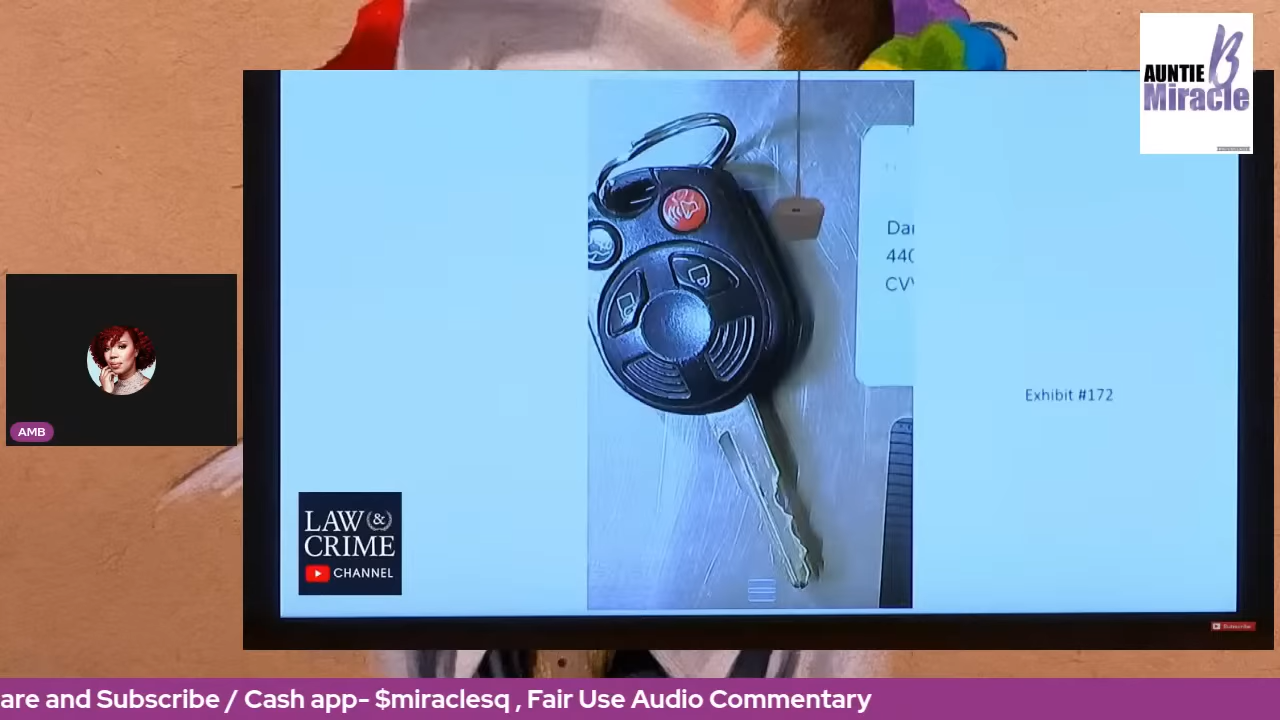 AUNTIE B
Miracle
Dar
440
CV
Exhibit #172
AMB
LAW &
CRIME
CHANNEL
Subscribe
are and Subscribe / Cash app- $miraclesq , Fair Use Audio Commentary